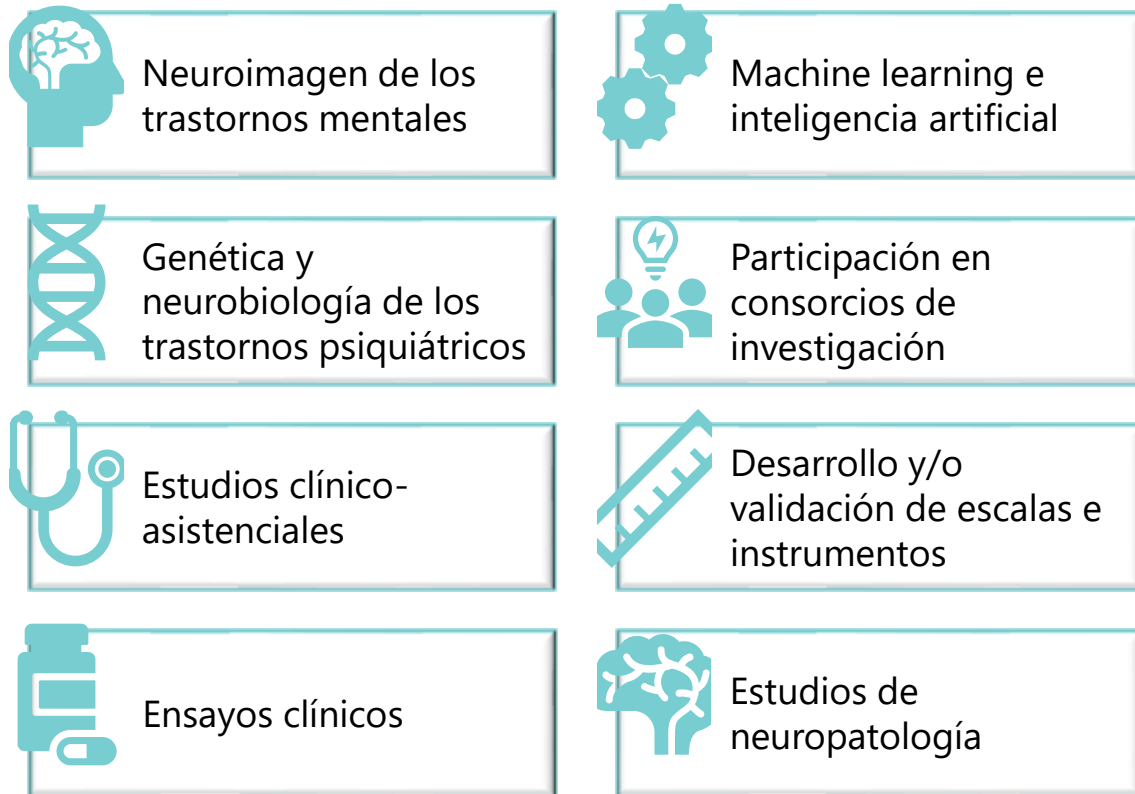 Neuroimagen de los
trastornos mentales
Machine learning e
inteligencia artificial
Genética y
neurobiología de los
trastornos psiquiátricos
Participación en
consorcios de
investigación
Estudios clínico-
asistenciales
Desarrollo y/o
validación de escalas e
instrumentos
Ensayos clínicos
Estudios de
neuropatología